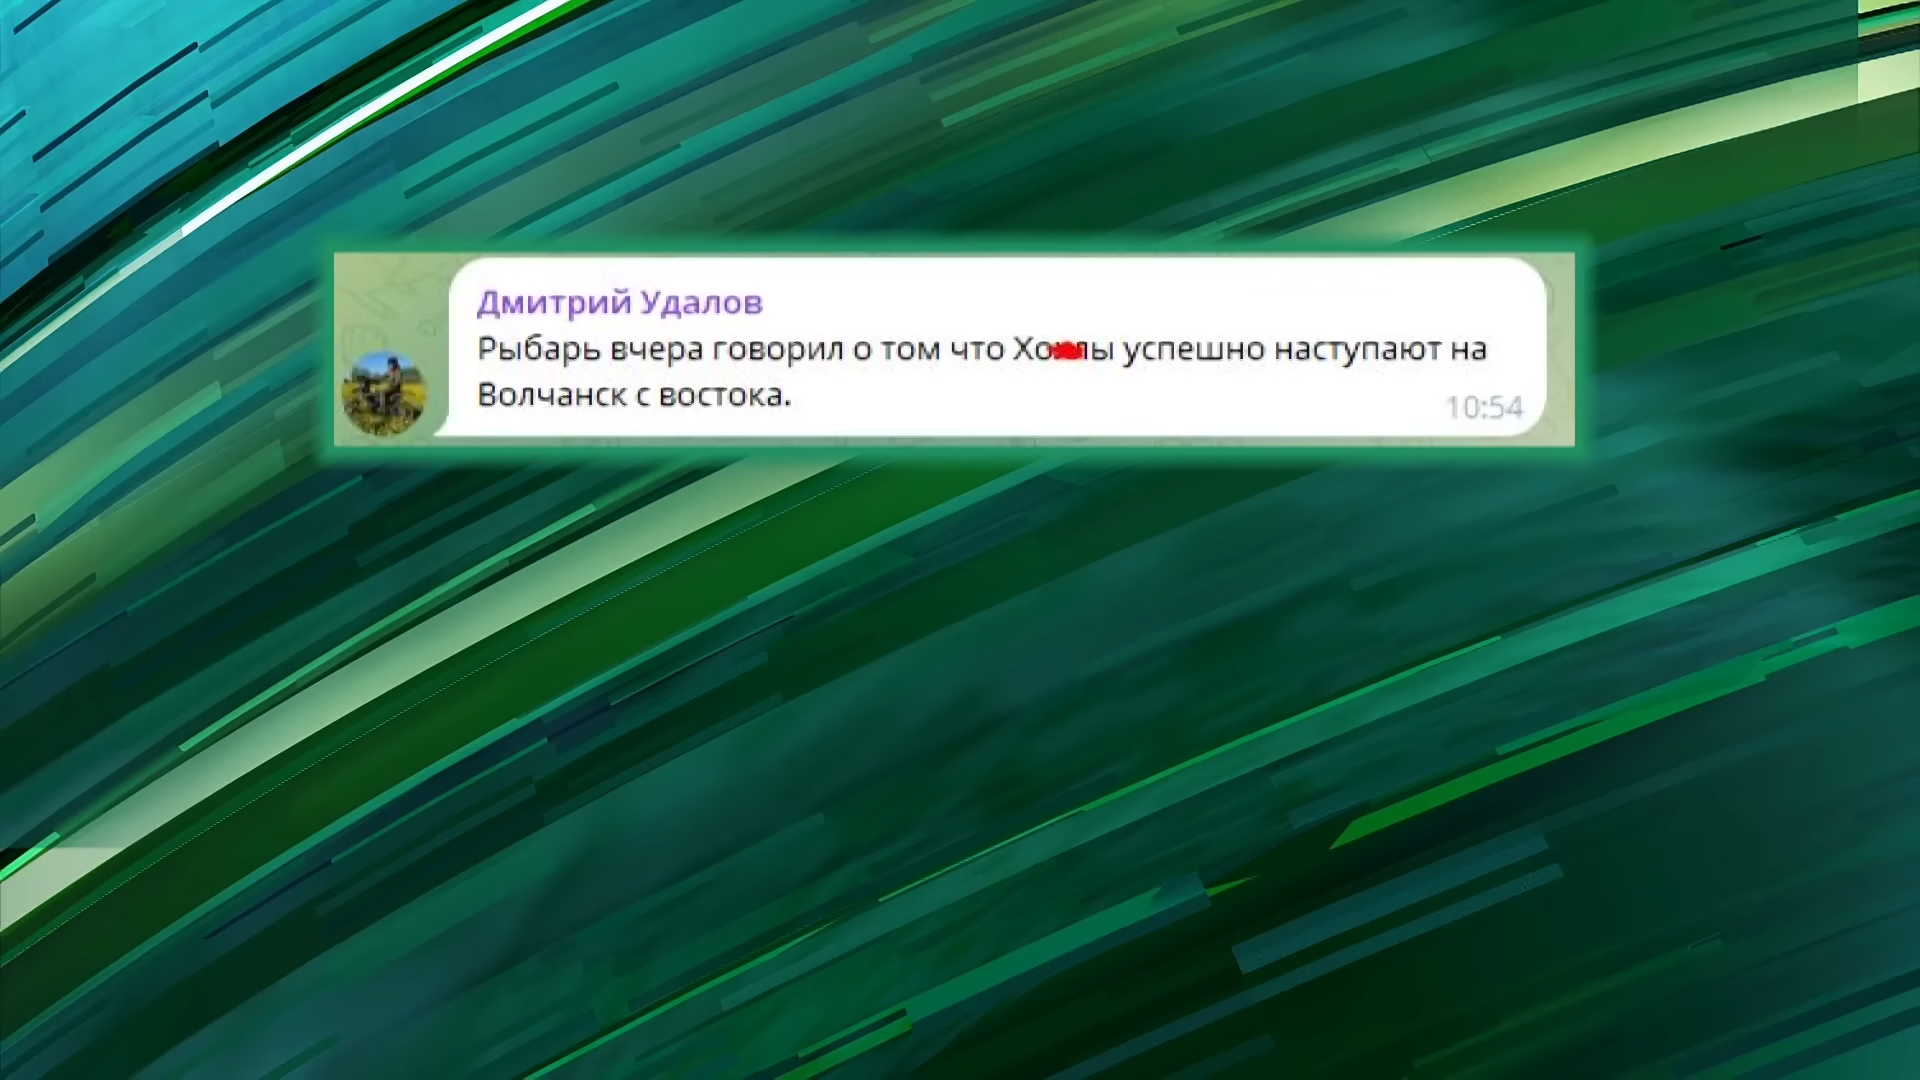 Дмитрий Удалов
Рыбарь вчера говорил о том что успешно наступают на
Волчанск с востока.
10:54